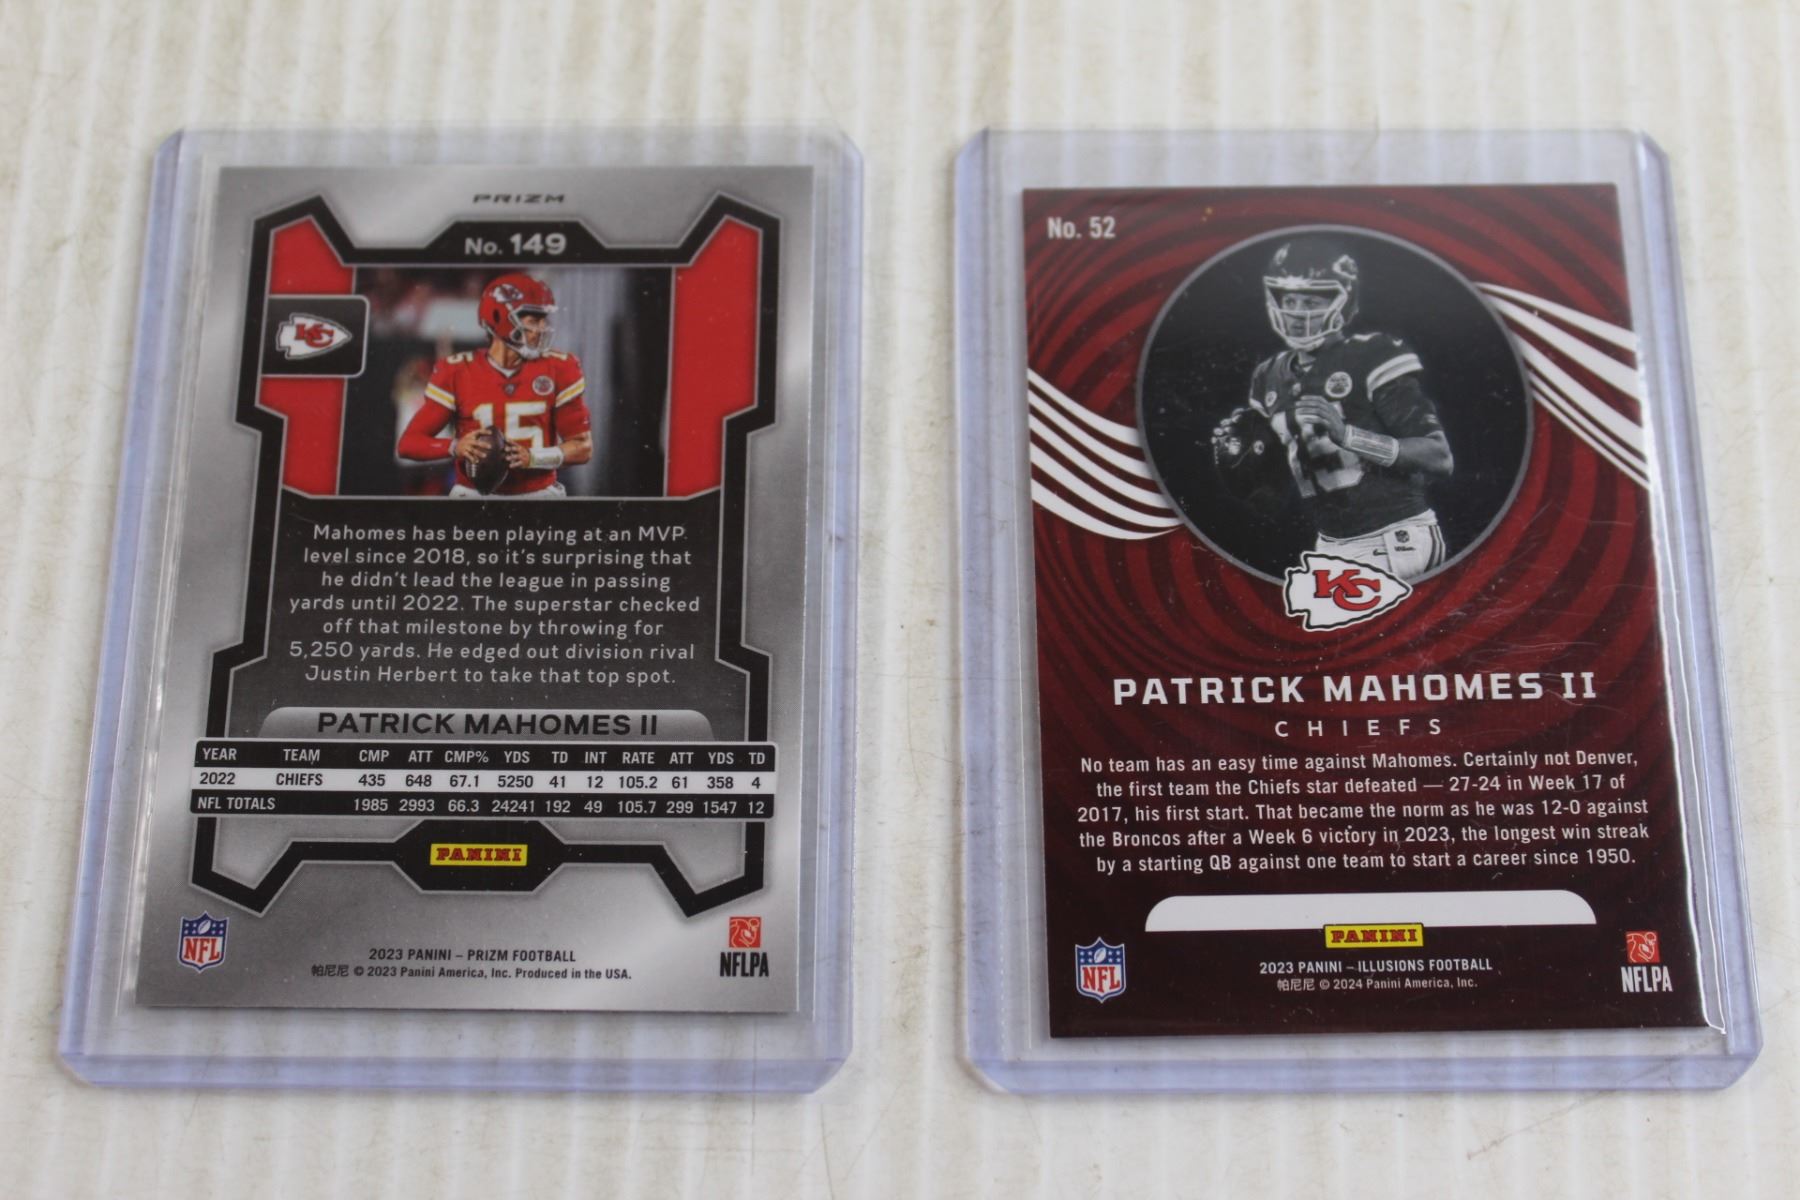 PRIZM
No. 149
KC
15
Mahomes has been playing at an MVP
level since 2018, so it's surprising that
he didn't lead the league in passing
yards until 2022. The superstar checked
off that milestone by throwing for
5,250 yards. He edged out division rival
Justin Herbert to take that top spot.
PATRICK MAHOMES II
YEAR TEAM CMP ATT CMP% YDS TD INT RATE ATT YDS TD
2022 CHIEFS 435 648 67.1 5250 41 12 105.2 61 358 4
NFL TOTALS 1985 2993 66.3 24241 192 49 105.7 299 1547 12
PANINI
NFL
2023 PANINI – PRIZM FOOTBALL
帕尼尼 © 2023 Panini America, Inc. Produced in the USA.
NFLPA
No. 52
15
KC
PATRICK MAHOMES II
CHIEFS
No team has an easy time against Mahomes. Certainly not Denver,
the first team the Chiefs star defeated — 27-24 in Week 17 of
2017, his first start. That became the norm as he was 12-0 against
the Broncos after a Week 6 victory in 2023, the longest win streak
by a starting QB against one team to start a career since 1950.
PANINI
NFL
2023 PANINI – ILLUSIONS FOOTBALL
帕尼尼 © 2024 Panini America, Inc.
NFLPA